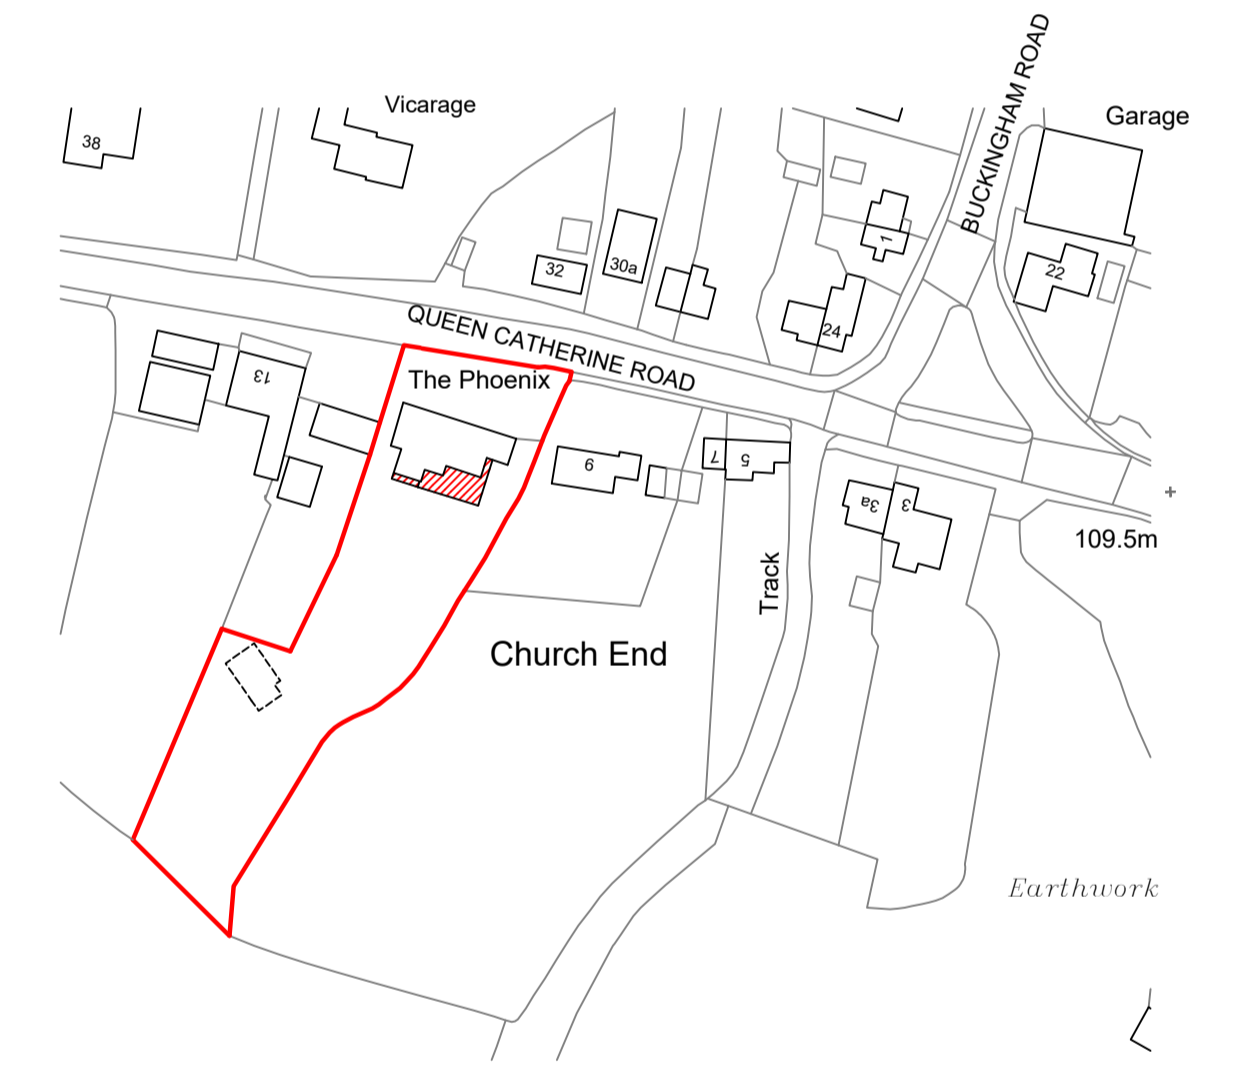 BUCKINGHAM ROAD
Vicarage
Garage
38
1
32
30a
22
24
QUEEN CATHERINE ROAD
13
The Phoenix
9
7
5
3a
3
109.5m
Track
Church End
Earthwork